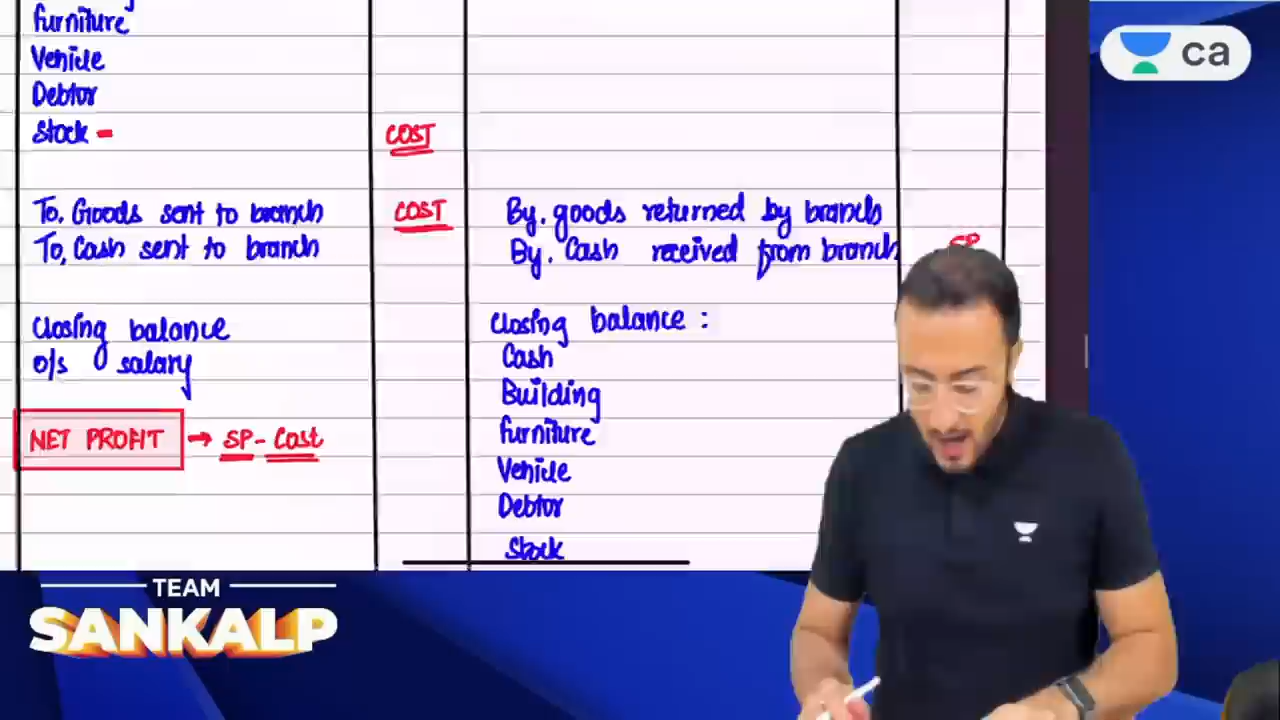 furniture
Vehicle
Debtor
Stock -
COST
To, Goods sent to branch
COST
To, Cash sent to branch
Closing balance
o/s salary
NET PROFIT → SP - Cost
By. goods returned by branch
By. Cash received from branch
SP
Closing balance :
Cash
Building
furniture
Vehicle
Debtor
Stock
ca
TEAM
SANKALP